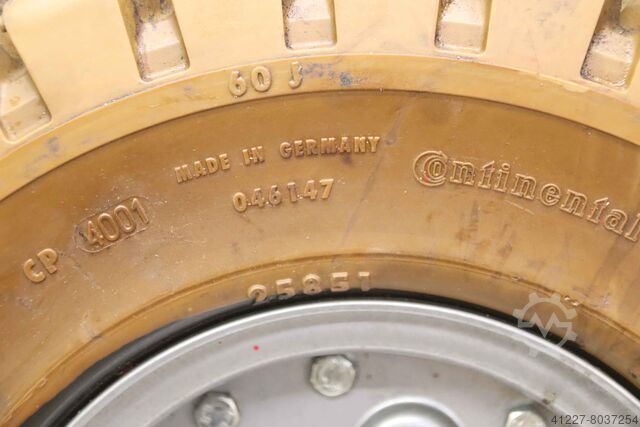 60 J
MADE IN GERMANY
Continental
046147
CP 4001
25851
41227-8037254